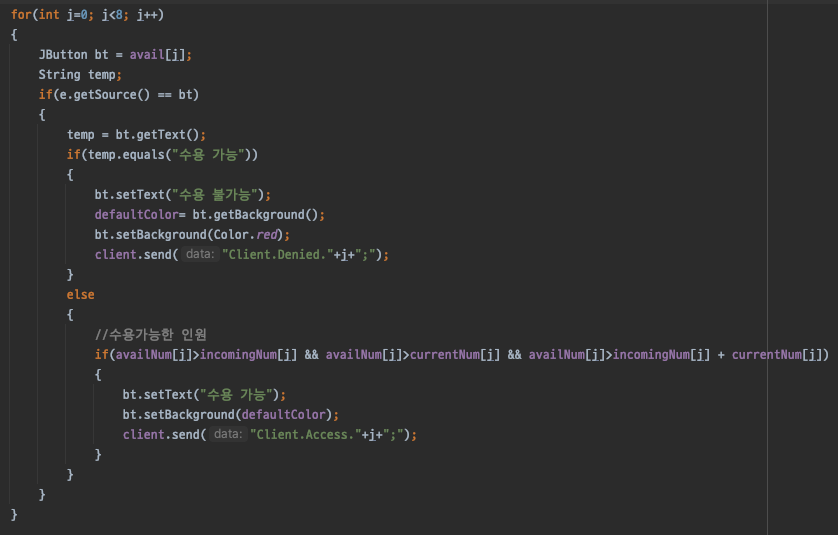 for(int j=0; j<8; j++)
{
    JButton bt = avail[j];
    String temp;
    if(e.getSource() == bt)
    {
        temp = bt.getText();
        if(temp.equals("수용 가능"))
        {
            bt.setText("수용 불가능");
            defaultColor= bt.getBackground();
            bt.setBackground(Color.red);
            client.send( data: "Client.Denied."+j+";");
        }
        else
        {
            //수용가능한 인원
            if(availNum[j]>incomingNum[j] && availNum[j]>currentNum[j] && availNum[j]>incomingNum[j] + currentNum[j])
            {
                bt.setText("수용 가능");
                bt.setBackground(defaultColor);
                client.send( data: "Client.Access."+j+";");
            }
        }
    }
}